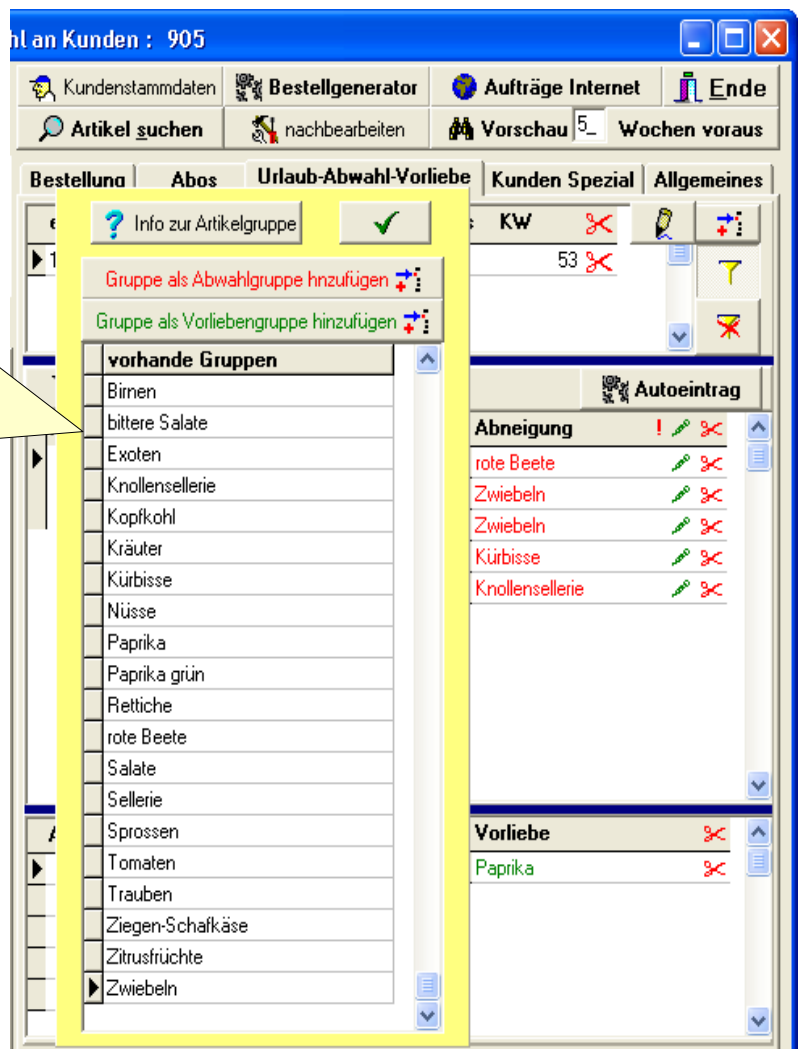 hl an Kunden : 905
Kundenstammdaten Bestellgenerator Aufträge Internet Ende
Artikel suchen nachbearbeiten Vorschau 5_ Wochen voraus
Bestellung Abos Urlaub-Abwahl-Vorliebe Kunden Spezial Allgemeines
Info zur Artikelgruppe
KW
53
Gruppe als Abwahlgruppe hnzufügen
Gruppe als Vorliebengruppe hinzufügen
vorhande Gruppen
Birnen
bittere Salate
Exoten
Knollensellerie
Kopfkohl
Kräuter
Kürbisse
Nüsse
Paprika
Paprika grün
Rettiche
rote Beete
Salate
Sellerie
Sprossen
Tomaten
Trauben
Ziegen-Schafkäse
Zitrusfrüchte
Zwiebeln
Autoeintrag
Abneigung !
rote Beete
Zwiebeln
Zwiebeln
Kürbisse
Knollensellerie
Vorliebe
Paprika